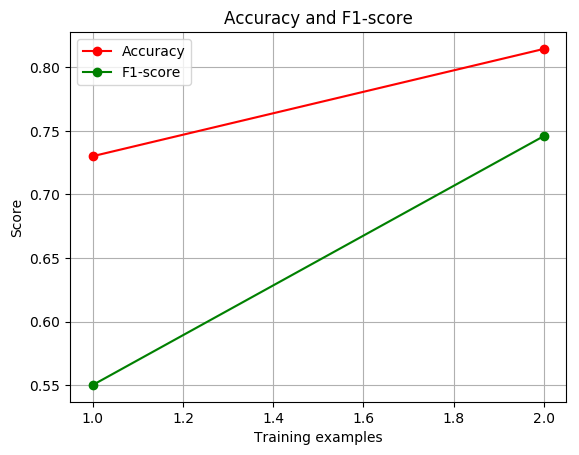 Accuracy and F1-score
Accuracy
F1-score
Score
0.80
0.75
0.70
0.65
0.60
0.55
1.0 1.2 1.4 1.6 1.8 2.0
Training examples